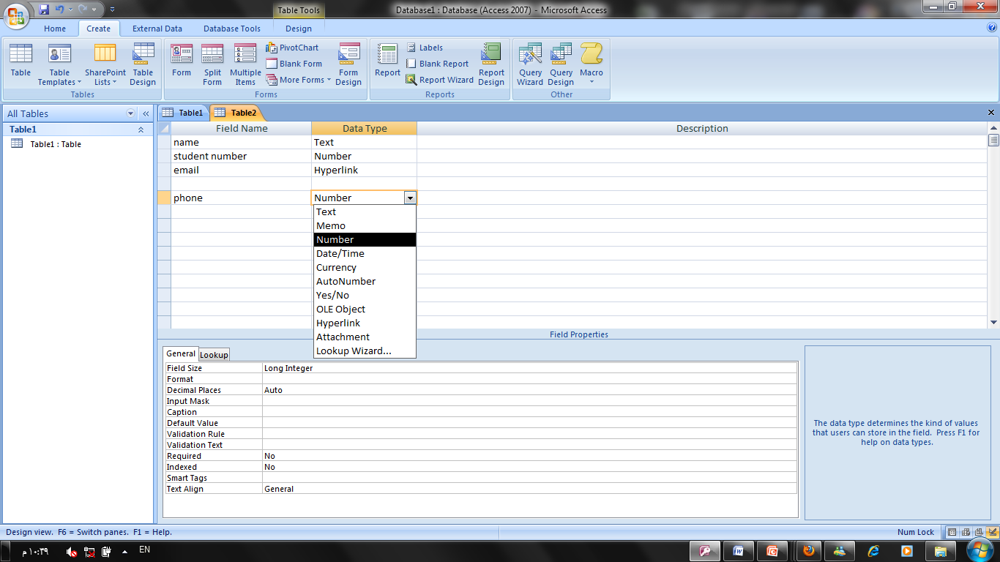 Table Tools
Database1 : Database (Access 2007) - Microsoft Access
Home Create External Data Database Tools Design
Table
Table Templates
SharePoint Lists
Table Design
Form
Split Form
Multiple Items
PivotChart
Blank Form
More Forms
Form Design
Report
Labels
Blank Report
Report Wizard
Report Design
Query Wizard
Query Design
Macro
Tables Forms Reports Other
All Tables
Table1
Table1 : Table
Table1 Table2
Field Name Data Type Description
name Text
student number Number
email Hyperlink
phone Number
Text
Memo
Number
Date/Time
Currency
AutoNumber
Yes/No
OLE Object
Hyperlink
Attachment
Lookup Wizard...
Field Properties
General Lookup
Field Size Long Integer
Format
Decimal Places Auto
Input Mask
Caption
Default Value
Validation Rule
Validation Text
Required No
Indexed No
Smart Tags
Text Align General
The data type determines the kind of values
that users can store in the field. Press F1 for
help on data types.
Design view. F6 = Switch panes. F1 = Help.
Num Lock
١٠:٣٩ م
EN